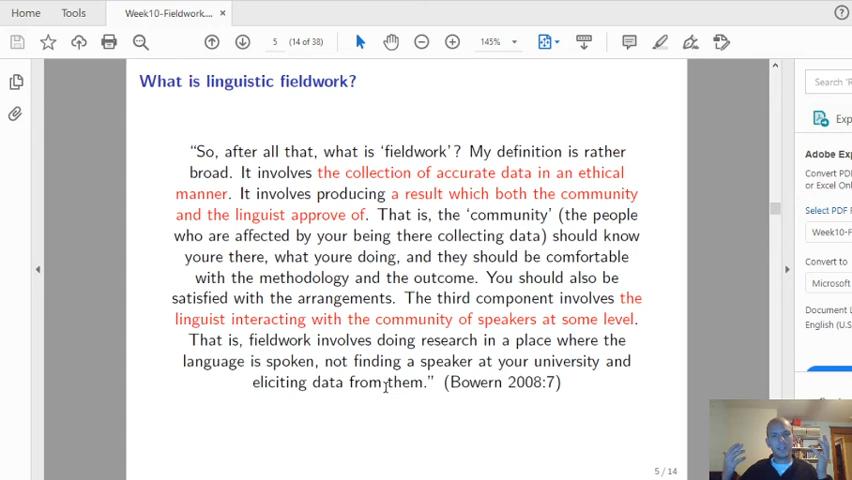 Home
Tools
Week10-Fieldwork....
×
5
(14 of 38)
145%
What is linguistic fieldwork?
“So, after all that, what is ‘fieldwork’? My definition is rather
broad. It involves the collection of accurate data in an ethical
manner. It involves producing a result which both the community
and the linguist approve of. That is, the ‘community’ (the people
who are affected by your being there collecting data) should know
youre there, what youre doing, and they should be comfortable
with the methodology and the outcome. You should also be
satisfied with the arrangements. The third component involves the
linguist interacting with the community of speakers at some level.
That is, fieldwork involves doing research in a place where the
language is spoken, not finding a speaker at your university and
eliciting data from them.” (Bowern 2008:7)
5 / 14
Search ‘R
Exp
Adobe Exp
Convert PD
or Excel Onli
Select PDF
Week10-F
Convert to
Microsoft
Document L
English (U.S